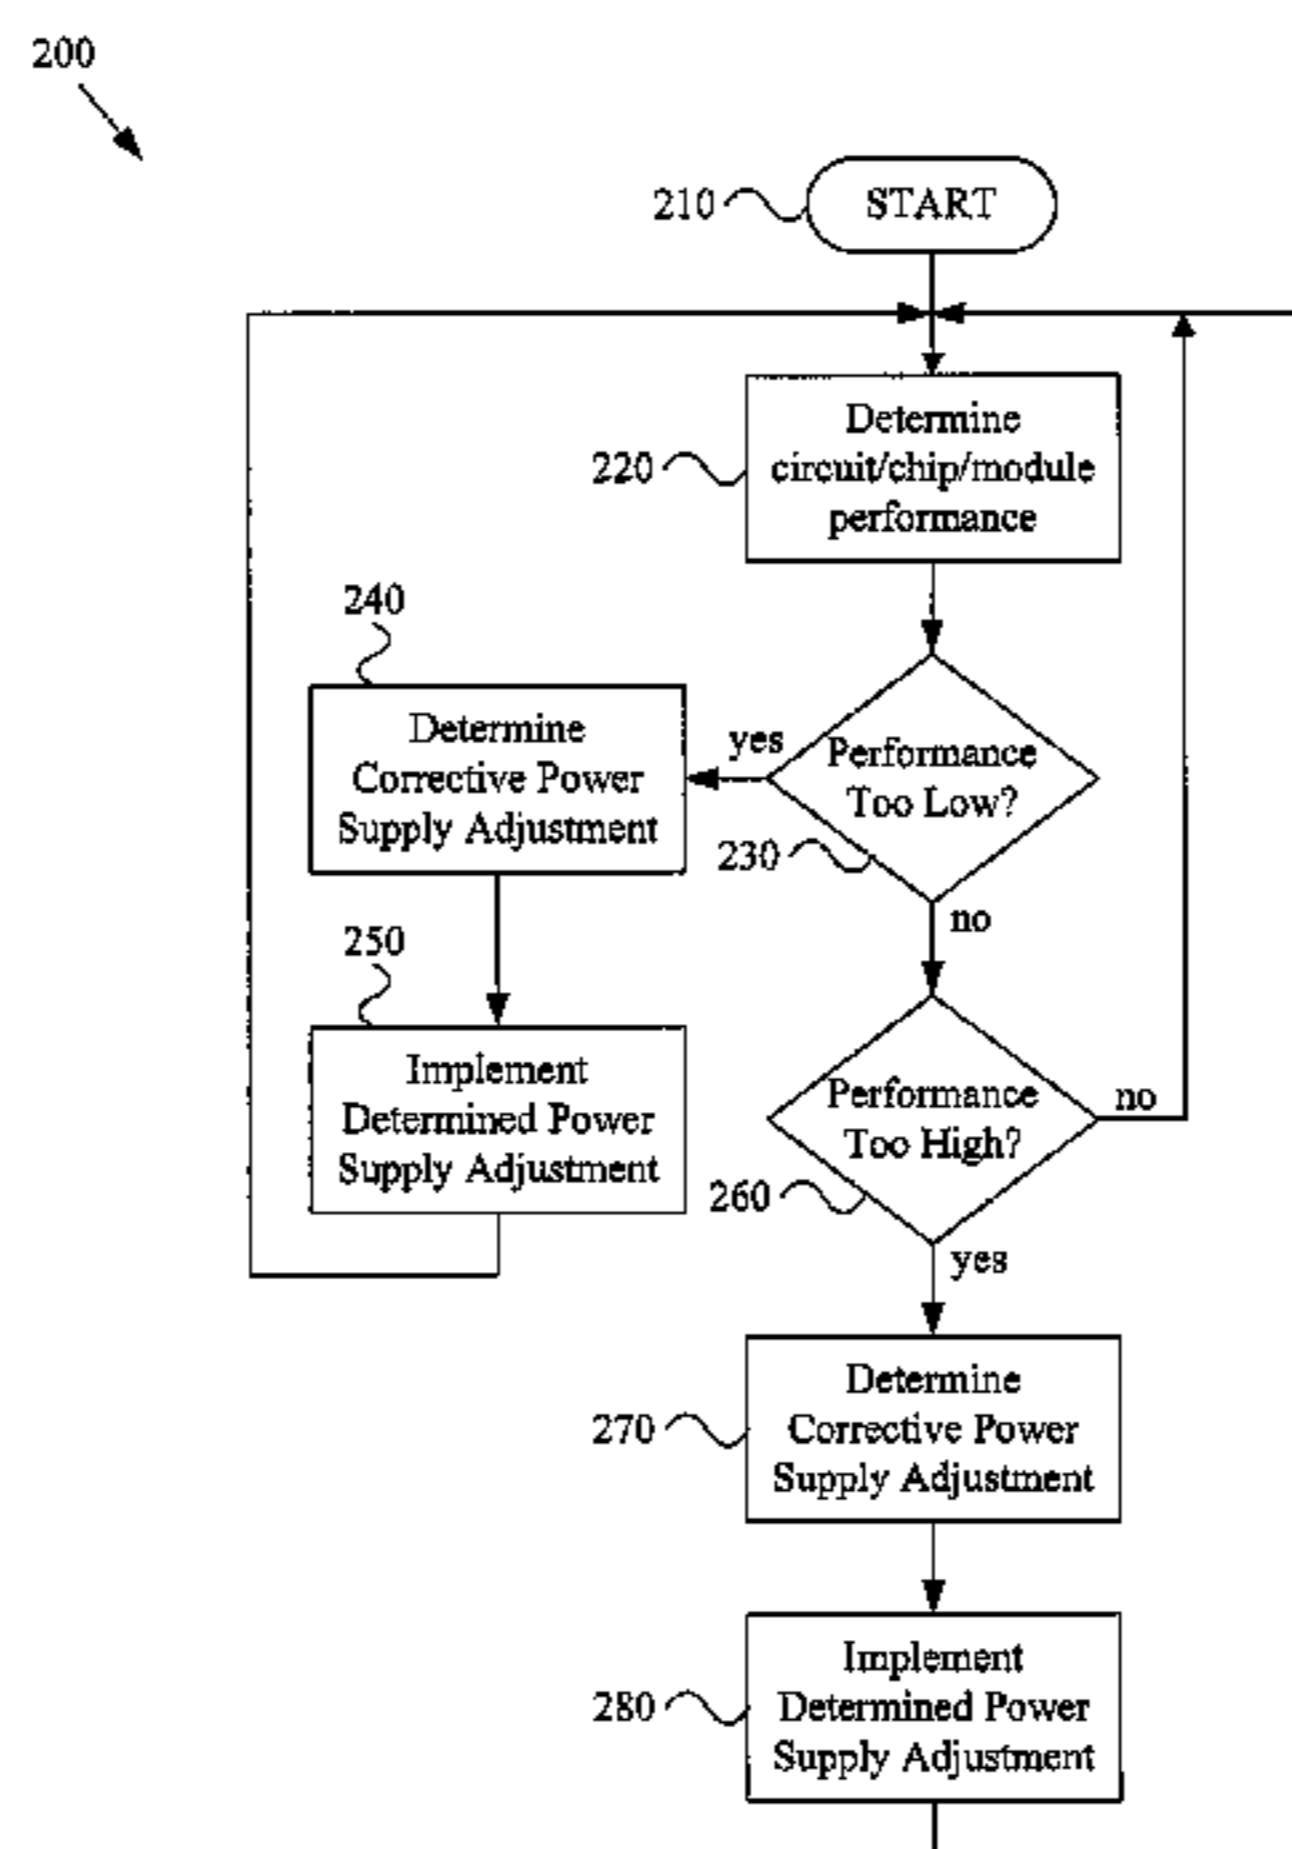 200
210
START
220
Determine
circuit/chip/module
performance
240
Determine
Corrective Power
Supply Adjustment
yes
Performance
Too Low?
230
no
250
Implement
Determined Power
Supply Adjustment
Performance
Too High?
no
260
yes
270
Determine
Corrective Power
Supply Adjustment
280
Implement
Determined Power
Supply Adjustment